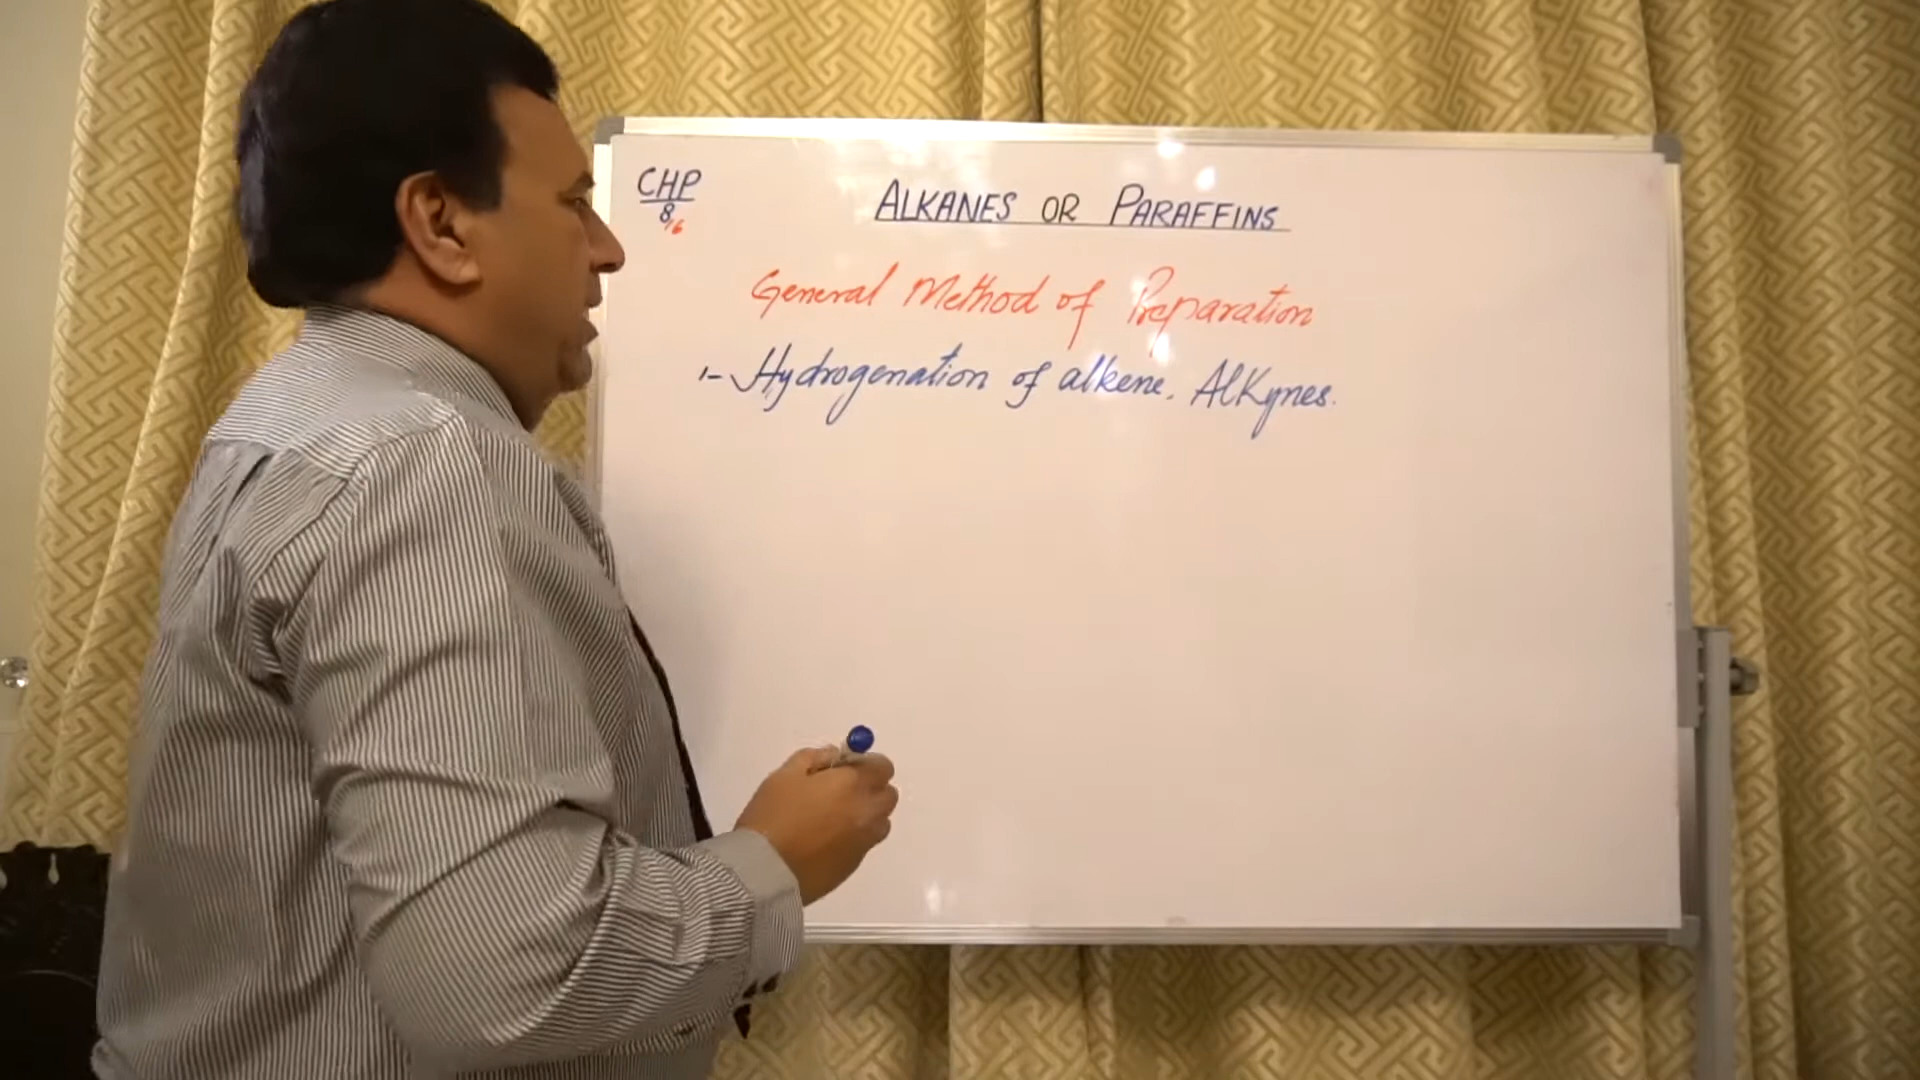 CHP
8/6
ALKANES OR PARAFFINS
General Method of Preparation
1- Hydrogenation of alkene, AlKynes.